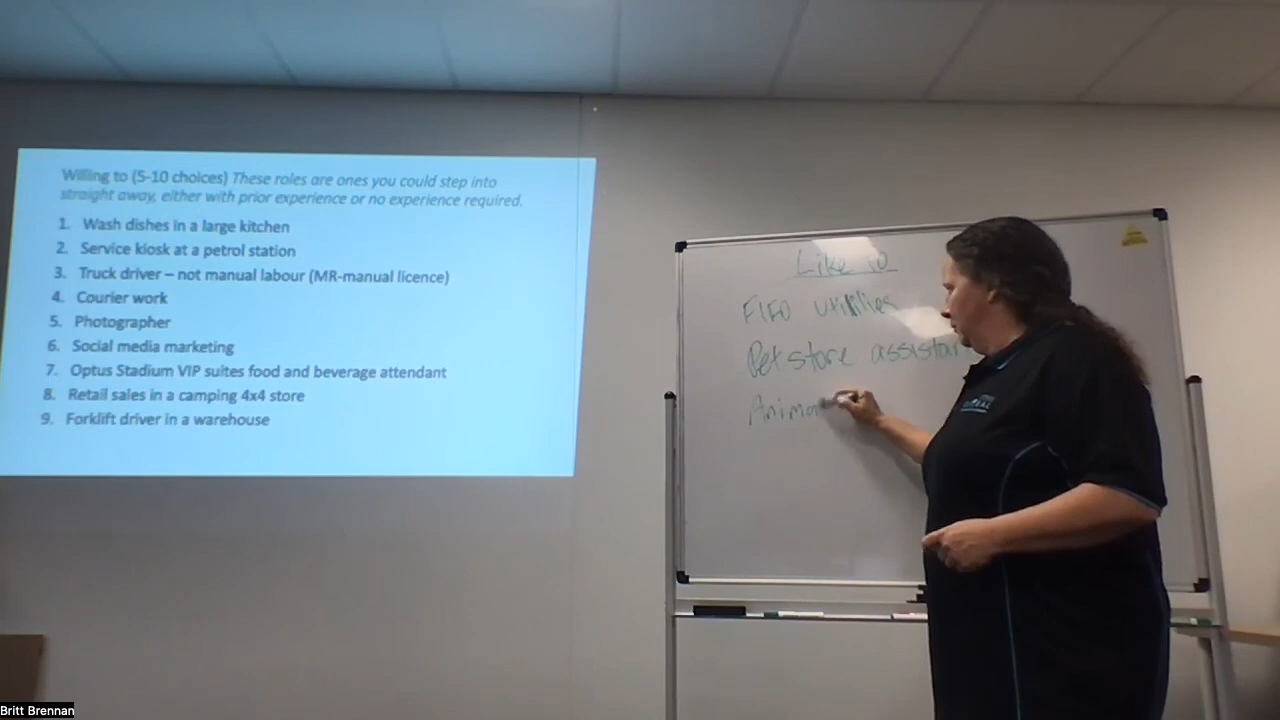 Willing to (5-10 choices) These roles are ones you could step into
straight away, either with prior experience or no experience required.
1. Wash dishes in a large kitchen
2. Service kiosk at a petrol station
3. Truck driver – not manual labour (MR-manual licence)
4. Courier work
5. Photographer
6. Social media marketing
7. Optus Stadium VIP suites food and beverage attendant
8. Retail sales in a camping 4x4 store
9. Forklift driver in a warehouse
Like to
FIFO utilities
Pet store assistan
Anima
Britt Brennan